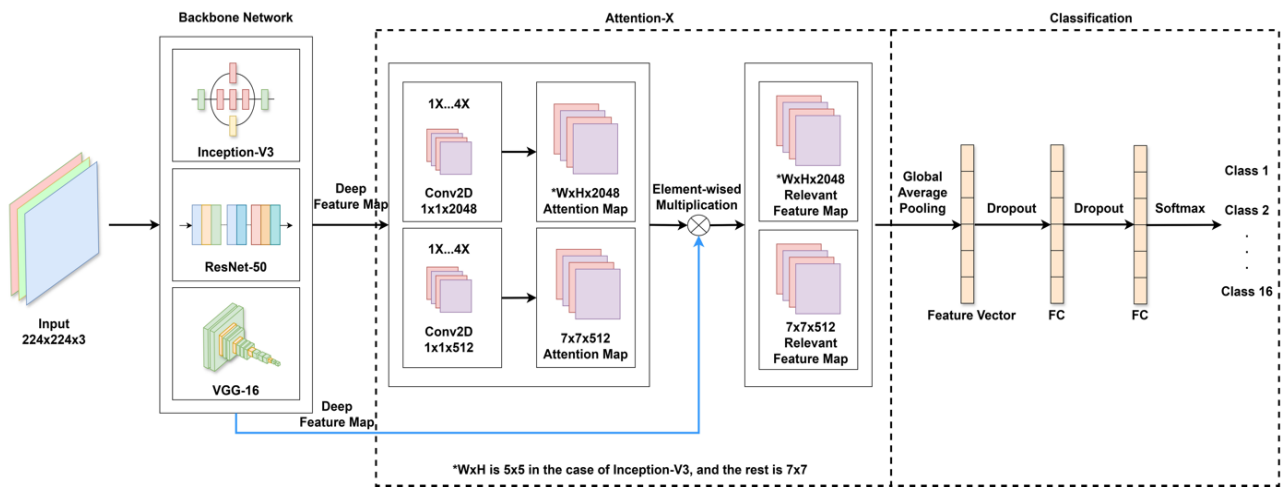 Backbone Network
Attention-X
Classification
Inception-V3
ResNet-50
VGG-16
Input
224x224x3
Deep
Feature Map
1X...4X
Conv2D
1x1x2048
*WxHx2048
Attention Map
1X...4X
Conv2D
1x1x512
7x7x512
Attention Map
Element-wised
Multiplication
*WxHx2048
Relevant
Feature Map
7x7x512
Relevant
Feature Map
Global
Average
Pooling
Dropout
Dropout
Softmax
Feature Vector
FC
FC
Class 1
Class 2
.
.
.
Class 16
Deep
Feature Map
*WxH is 5x5 in the case of Inception-V3, and the rest is 7x7